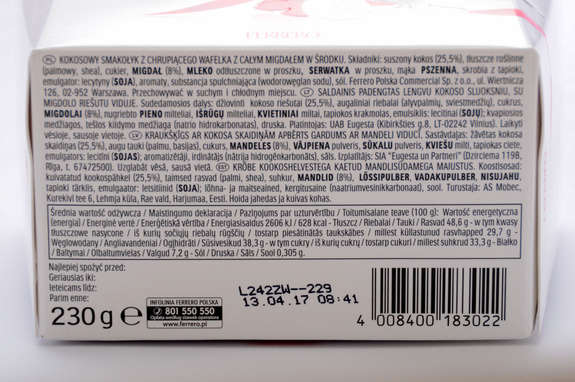 FERRERO
PL KOKOSOWY SMAKOŁYK Z CHRUPIĄCEGO WAFELKA Z CAŁYM MIGDAŁEM W ŚRODKU. Składniki: suszony kokos (25,5%), tłuszcze roślinne
(palmowy, shea), cukier, MIGDAŁ (8%), MLEKO odtłuszczone w proszku, SERWATKA w proszku, mąka PSZENNA, skrobia z tapioki,
emulgator: lecytyny (SOJA), aromaty, substancja spulchniająca (wodorowęglan sodu), sól. Ferrero Polska Commercial Sp. z o.o., ul. Wiertnicza
126, 02-952 Warszawa. Przechowywać w suchym i chłodnym miejscu. LT SALDAINIS PADENGTAS LENGVU KOKOSO SLUOKSNIU, SU
MIGDOLO RIEŠUTU VIDUJE. Sudedamosios dalys: džiovinti kokoso riešutai (25,5%), augaliniai riebalai (alyvpalmių, sviestmedžių), cukrus,
MIGDOLAI (8%), nugriebto PIENO milteliai, IŠRŪGŲ milteliai, KVIETINIAI miltai, tapiokos krakmolas, emulsiklis: lecitinai (SOJŲ); kvapiosios
medžiagos, tešlos kildymo medžiaga (natrio hidrokarbonatas), druska. Platintojas: UAB Eugesta (Kibirkšties g.8, LT-02242 Vilnius). Laikyti
vėsioje, sausoje vietoje. LV KRAUKŠĶIGS AR KOKOSA SKAIDIŅĀM APBĒRTS GARDUMS AR MANDELI VIDUCĪ. Sastāvdaļas: žāvētas kokosa
skaidiņas (25,5%), augu tauki (palmu, basijas), cukurs, MANDELES (8%), VĀJPIENA pulveris, SŪKALU pulveris, KVIEŠU milti, tapiokas ciete,
emulgators: lecitīni (SOJAS); aromatizētāji, irdinātājs (nātrija hidrogēnkarbonāts), sāls. Izplatītājs: SIA "Eugesta un Partneri" (Dzirciema 119B,
Rīga, t. 67472500). Uzglabāt vēsā, sausā vietā. EE KRÕBE KOOKOSHELVESTEGA KAETUD MANDLISÜDAMEGA MAIUSTUS. Koostisosad:
kuivatatud kookospähkel (25,5%), taimsed rasvad (palmi, shea), suhkur, MANDLID (8%), LÕSSIPULBER, VADAKUPULBER, NISUJAHU,
tapioki tärklis, emulgaator: letsitiinid (SOJA); lõhna- ja maitseained, kergitusaine (naatriumvesinikkarbonaat), sool. Turustaja: AS Mobec,
Kurekivi tee 6, Lehmja küla, Rae vald, Harjumaa, Eesti. Hoida jahedas ja kuivas kohas.
Średnia wartość odżywcza / Maistingumo deklaracija / Paziņojums par uzturvērtību / Toitumisalane teave (100 g): Wartość energetyczna
(energia) / Energinė vertė / Enerģētiskā vērtība / Energiasisaldus 2606 kJ / 628 kcal - Tłuszcz / Riebalai / Tauki / Rasvad 48,6 g - w tym kwasy
tłuszczowe nasycone / iš kurių sočiųjų riebalų rūgščių / tostarp piesātinātās taukskābes / millest küllastunud rasvhapped 29,7 g -
Węglowodany / Angliavandeniai / Ogļhidrāti / Süsivesikud 38,3 g - w tym cukry / iš kurių cukrų / tostarp cukuri / millest suhkrud 33,3 g - Białko
/ Baltymai / Olbaltumvielas / Valgud 7,2 g - Sól / Druska / Sāls / Sool 0,305 g.
Najlepiej spożyć przed:
Geriausias iki:
Ieteicams līdz:
Parim enne:
L242ZW--229
13.04.17 08:41
230 g e
INFOLINIA FERRERO POLSKA
801 550 550
Opłata według stawek operatora
www.ferrero.pl
4 008400 183022